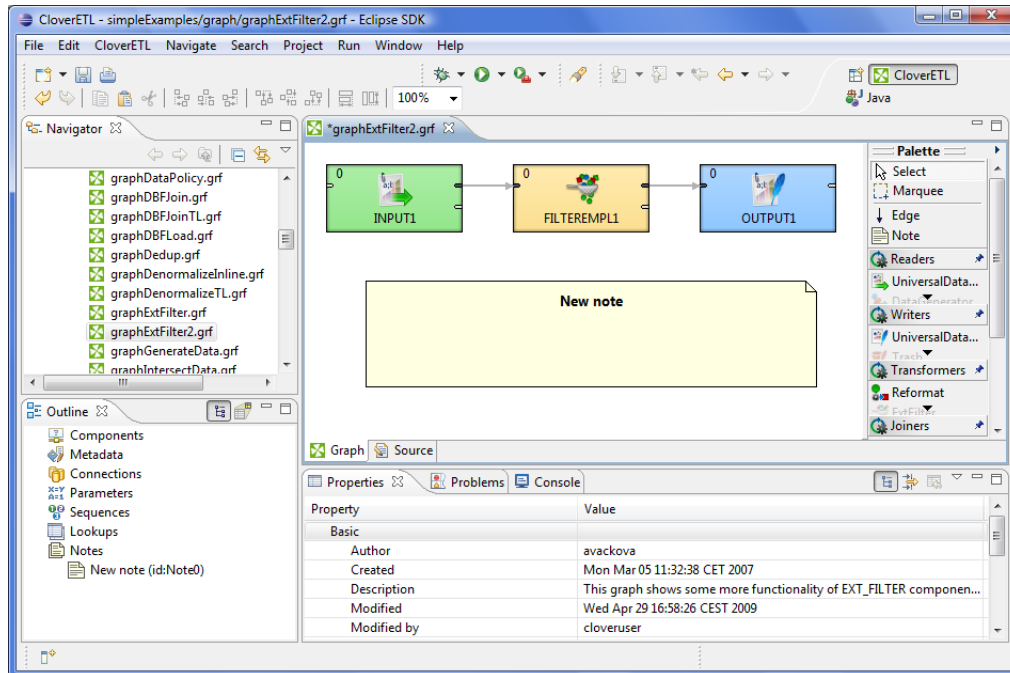 CloverETL - simpleExamples/graph/graphExtFilter2.grf - Eclipse SDK
File Edit CloverETL Navigate Search Project Run Window Help
CloverETL
100%
Java
Navigator
graphDataPolicy.grf
graphDBFJoin.grf
graphDBFJoinTL.grf
graphDBFLoad.grf
graphDedup.grf
graphDenormalizeInline.grf
graphDenormalizeTL.grf
graphExtFilter.grf
graphExtFilter2.grf
graphGenerateData.grf
graphIntersectData.grf
*graphExtFilter2.grf
0
INPUT1
0
FILTEREMPL1
0
OUTPUT1
New note
Palette
Select
Marquee
Edge
Note
Readers
UniversalData...
DataGenerator
Writers
UniversalData...
Trash
Transformers
Reformat
ExtFilter
Joiners
Graph Source
Outline
Components
Metadata
Connections
Parameters
Sequences
Lookups
Notes
New note (id:Note0)
Properties Problems Console
Property Value
Basic
Author avackova
Created Mon Mar 05 11:32:38 CET 2007
Description This graph shows some more functionality of EXT_FILTER componen...
Modified Wed Apr 29 16:58:26 CEST 2009
Modified by cloveruser